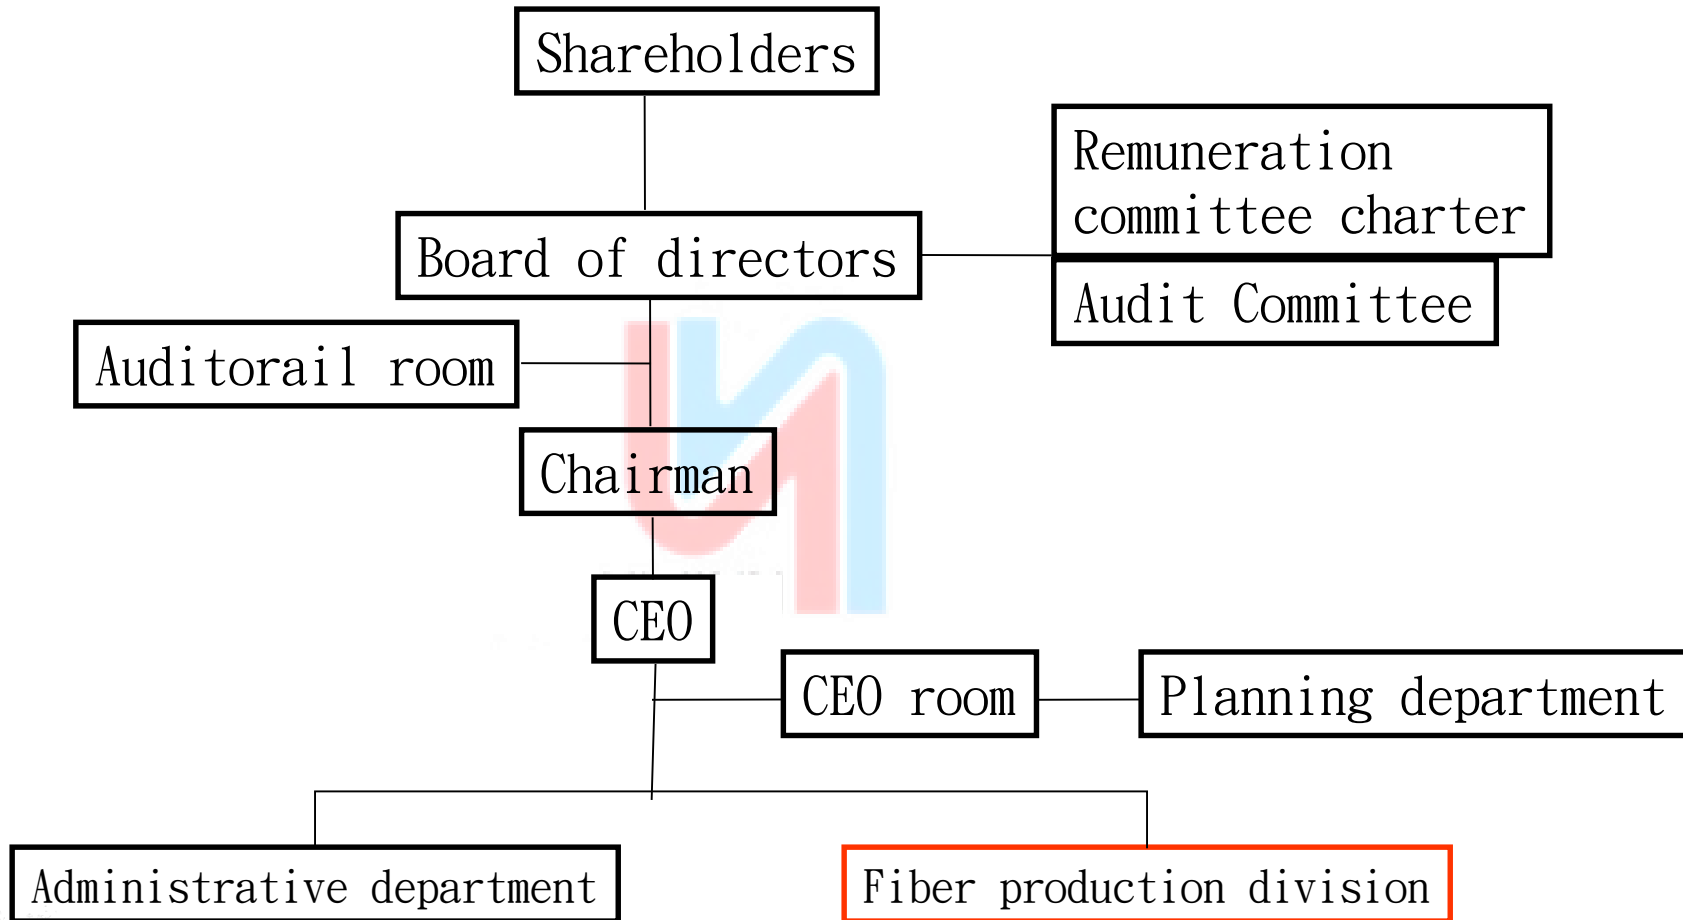 Shareholders
Remuneration
committee charter
Board of directors
Audit Committee
Auditorail room
Chairman
CEO
CEO room
Planning department
Administrative department
Fiber production division